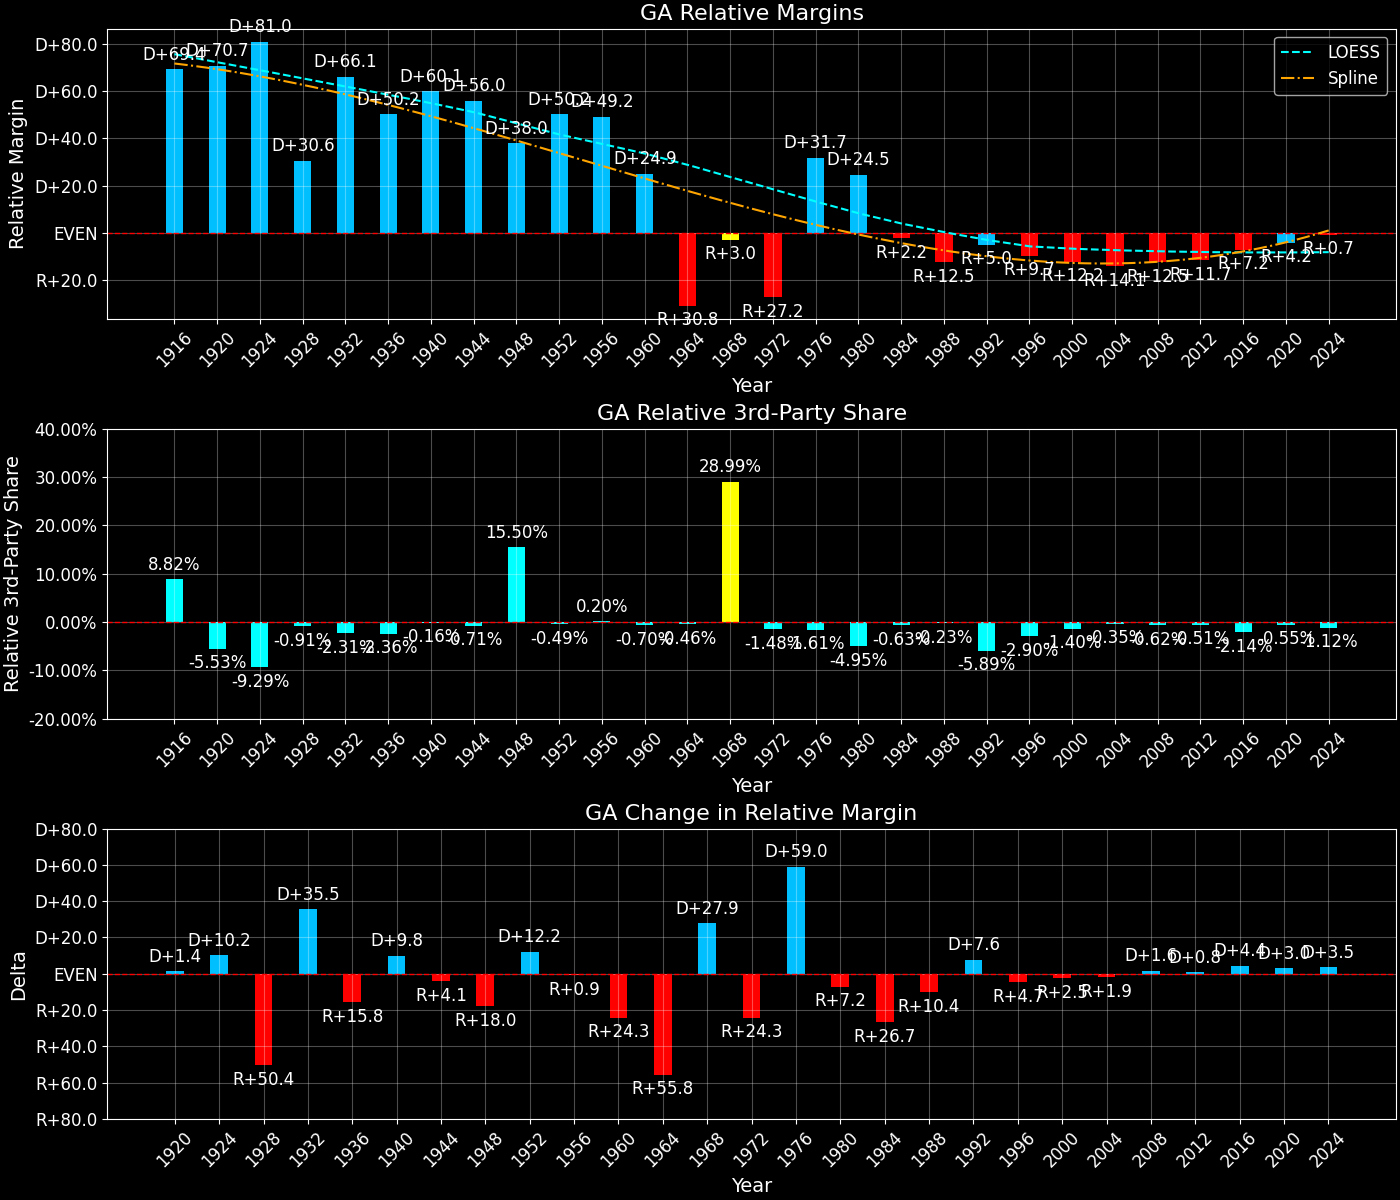 GA Relative Margins
Relative Margin
D+80.0
D+60.0
D+40.0
D+20.0
EVEN
R+20.0
D+69.4
D+70.7
D+81.0
D+30.6
D+66.1
D+50.2
D+60.1
D+56.0
D+38.0
D+50.2
D+49.2
D+24.9
R+30.8
R+3.0
R+27.2
D+31.7
D+24.5
R+2.2
R+12.5
R+5.0
R+9.7
R+12.2
R+14.1
R+12.5
R+11.7
R+7.2
R+4.2
R+0.7
LOESS
Spline
1916 1920 1924 1928 1932 1936 1940 1944 1948 1952 1956 1960 1964 1968 1972 1976 1980 1984 1988 1992 1996 2000 2004 2008 2012 2016 2020 2024
Year
GA Relative 3rd-Party Share
Relative 3rd-Party Share
40.00%
30.00%
20.00%
10.00%
0.00%
-10.00%
-20.00%
8.82%
-5.53%
-9.29%
-0.91%
-2.31%
-2.36%
-0.16%
-0.71%
15.50%
-0.49%
0.20%
-0.70%
-0.46%
28.99%
-1.48%
-1.61%
-4.95%
-0.63%
-0.23%
-5.89%
-2.90%
-1.40%
-0.35%
-0.62%
-0.51%
-2.14%
-0.55%
-1.12%
1916 1920 1924 1928 1932 1936 1940 1944 1948 1952 1956 1960 1964 1968 1972 1976 1980 1984 1988 1992 1996 2000 2004 2008 2012 2016 2020 2024
Year
GA Change in Relative Margin
Delta
D+80.0
D+60.0
D+40.0
D+20.0
EVEN
R+20.0
R+40.0
R+60.0
R+80.0
D+1.4
D+10.2
R+50.4
D+35.5
R+15.8
D+9.8
R+4.1
R+18.0
D+12.2
R+0.9
R+24.3
R+55.8
D+27.9
R+24.3
D+59.0
R+7.2
R+26.7
R+10.4
D+7.6
R+4.7
R+2.5
R+1.9
D+1.6
D+0.8
D+4.4
D+3.0
D+3.5
1920 1924 1928 1932 1936 1940 1944 1948 1952 1956 1960 1964 1968 1972 1976 1980 1984 1988 1992 1996 2000 2004 2008 2012 2016 2020 2024
Year